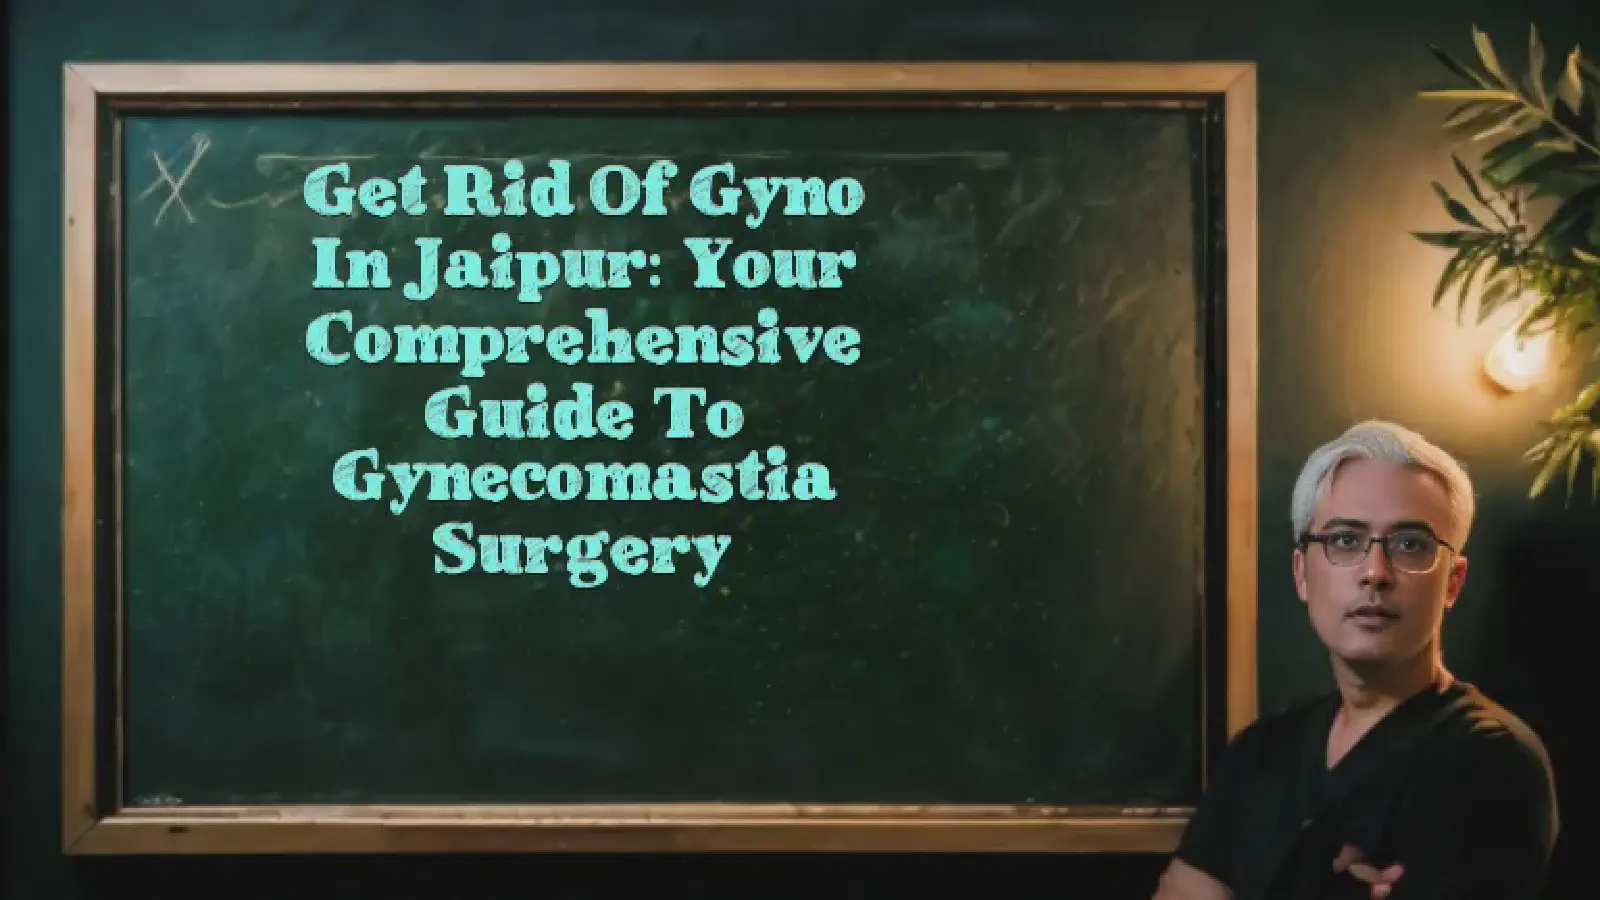 Get Rid Of Gyno
In Jaipur: Your
Comprehensive
Guide To
Gynecomastia
Surgery